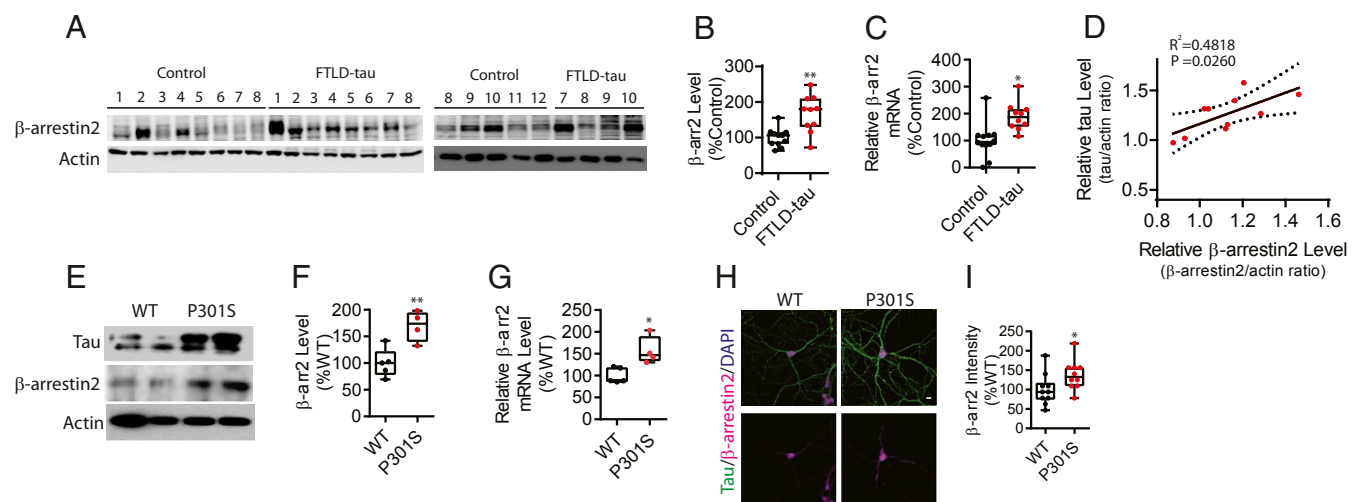 A
Control
FTLD-tau
Control
FTLD-tau
1 2 3 4 5 6 7 8 1 2 3 4 5 6 7 8
8 9 10 11 12 7 8 9 10
β-arrestin2
Actin
B
β-arr2 Level
(%Control)
300
200
100
0
**
Control
FTLD-tau
C
Relative β-arr2
mRNA
(%Control)
400
300
200
100
0
*
Control
FTLD-tau
D
R²=0.4818
P =0.0260
Relative tau Level
(tau/actin ratio)
2.0
1.5
1.0
0.5
0.8 1.0 1.2 1.4 1.6
Relative β-arrestin2 Level
(β-arrestin2/actin ratio)
E
WT P301S
Tau
β-arrestin2
Actin
F
β-arr2 Level
(%WT)
200
150
100
50
0
**
WT
P301S
G
Relative β-arr2
mRNA Level
(%WT)
250
200
150
100
50
0
*
WT
P301S
H
WT P301S
Tau/β-arrestin2/DAPI
I
β-arr2 Intensity
(%WT)
250
200
150
100
50
0
*
WT
P301S